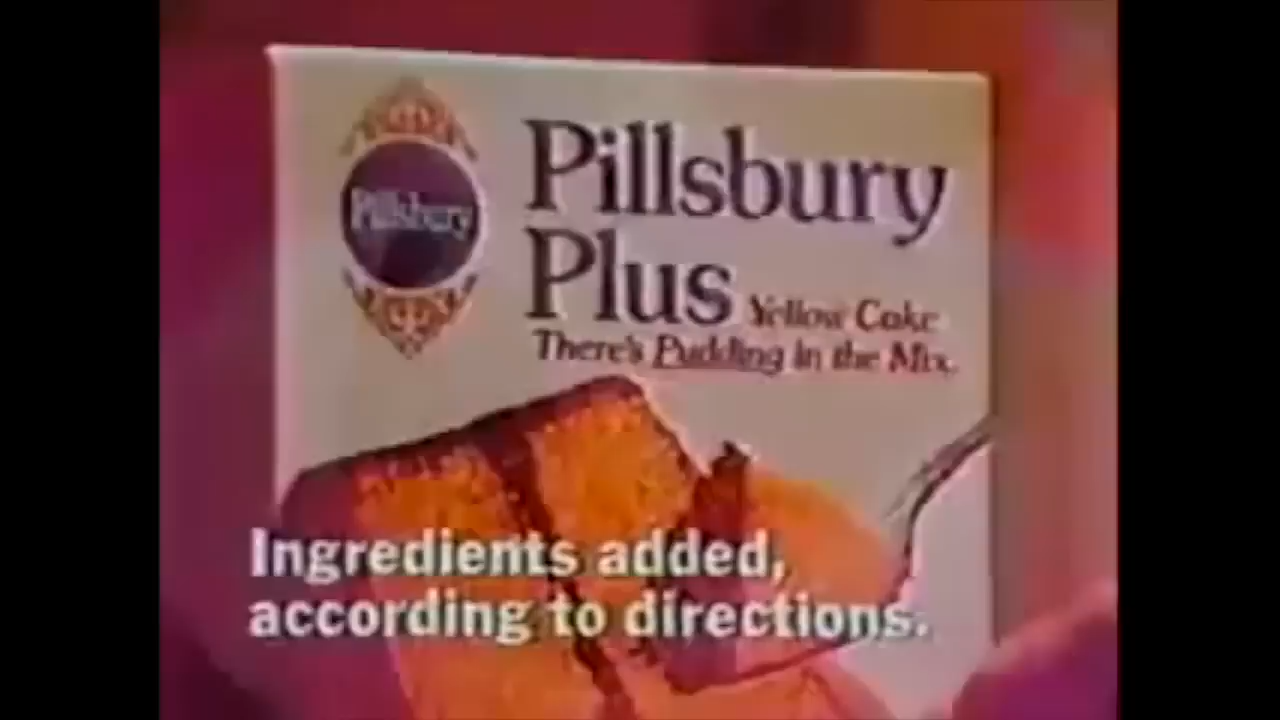 Pillsbury
Pillsbury
Plus Yellow Cake
There's Pudding in the Mix.
Ingredients added,
according to directions.